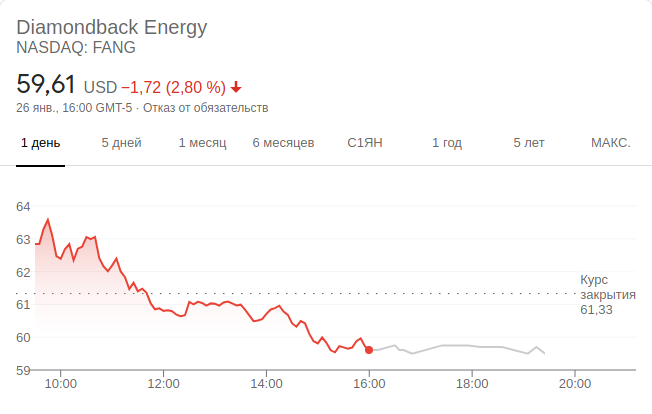 Diamondback Energy
NASDAQ: FANG
59,61 USD −1,72 (2,80 %)
26 янв., 16:00 GMT-5 · Отказ от обязательств
1 день 5 дней 1 месяц 6 месяцев С1ЯН 1 год 5 лет МАКС.
64
63
62
Курс
закрытия
61,33
61
60
59
10:00 12:00 14:00 16:00 18:00 20:00